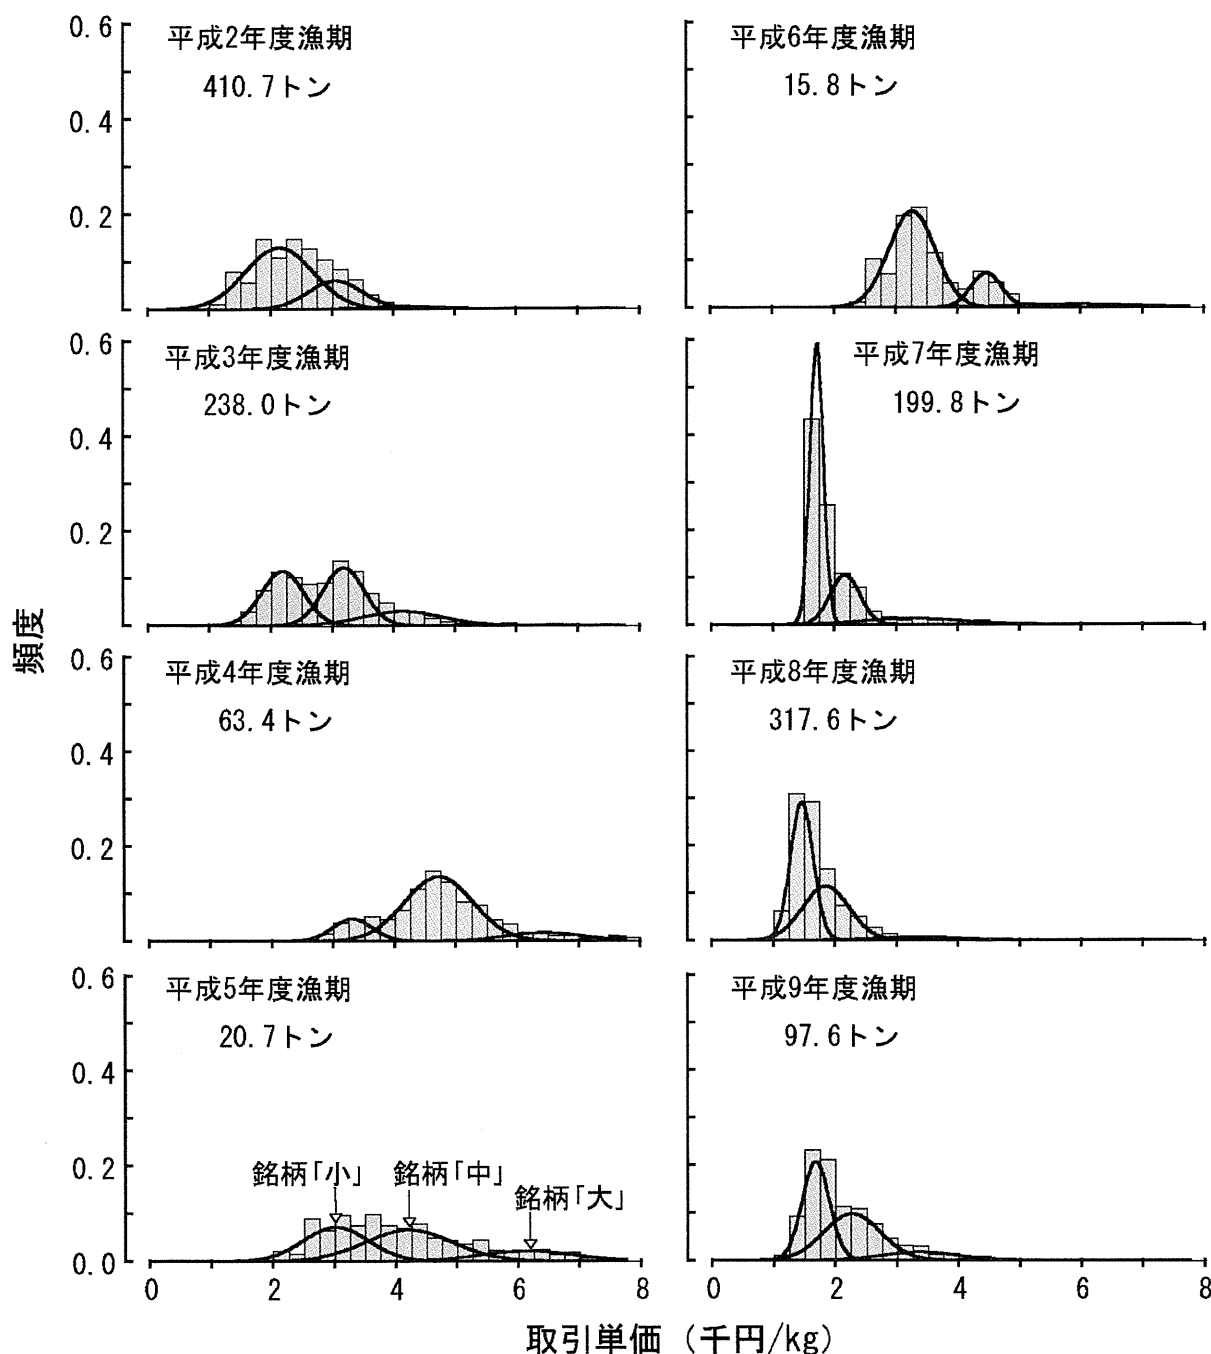 0.6
平成2年度漁期
410.7トン
0.4
0.2
平成6年度漁期
15.8トン
0.6
平成3年度漁期
238.0トン
0.4
0.2
平成7年度漁期
199.8トン
頻度
0.6
平成4年度漁期
63.4トン
0.4
0.2
平成8年度漁期
317.6トン
0.6
平成5年度漁期
20.7トン
0.4
0.2
0.0
銘柄「小」
銘柄「中」
銘柄「大」
0 2 4 6 8
平成9年度漁期
97.6トン
0 2 4 6 8
取引単価（千円/kg）